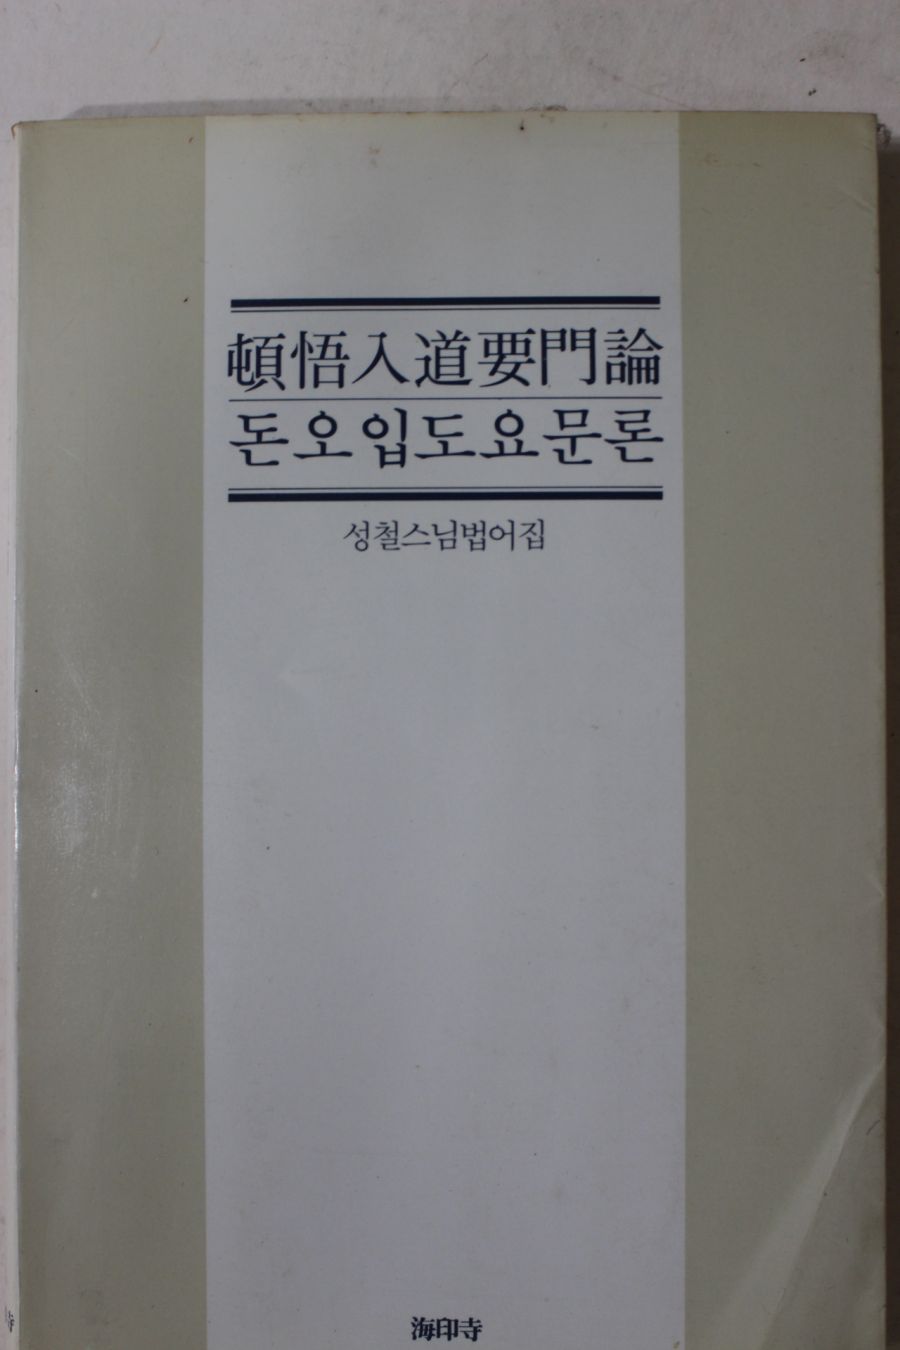 頓悟入道要門論
돈오입도요문론
성철스님법어집
海印寺